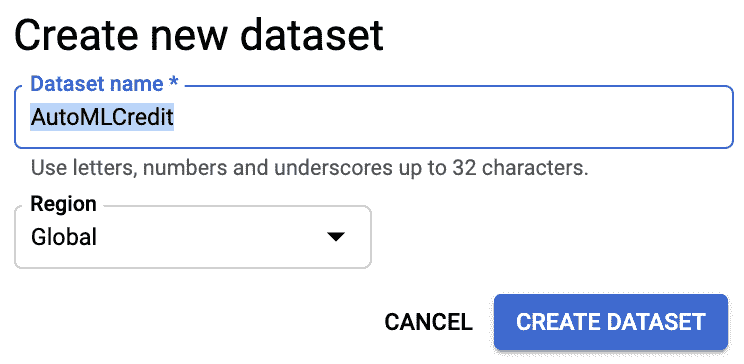 Create new dataset
Dataset name *
AutoMLCredit
Use letters, numbers and underscores up to 32 characters.
Region
Global
CANCEL CREATE DATASET